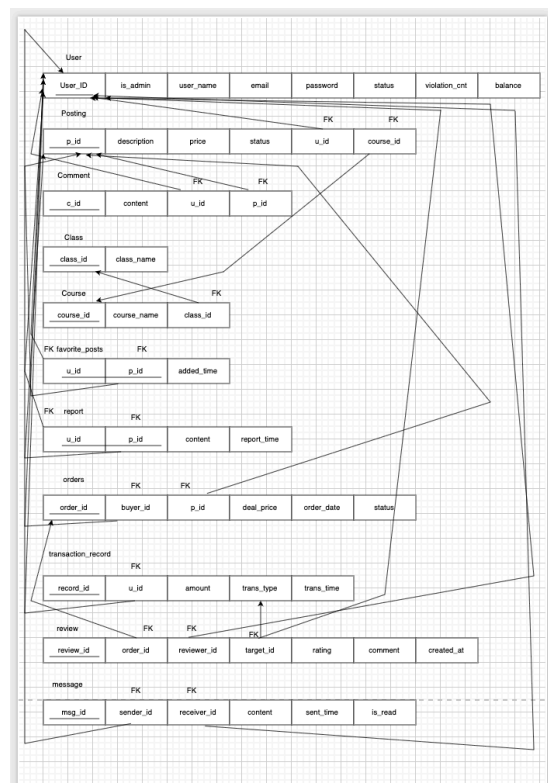 User
User_ID is_admin user_name email password status violation_cnt balance
Posting FK FK
p_id description price status u_id course_id
Comment FK FK
c_id content u_id p_id
Class
class_id class_name
Course FK
course_id course_name class_id
FK favorite_posts FK
u_id p_id added_time
FK report FK
u_id p_id content report_time
orders FK FK
order_id buyer_id p_id deal_price order_date status
transaction_record FK
record_id u_id amount trans_type trans_time
review FK FK FK
review_id order_id reviewer_id target_id rating comment created_at
message FK FK
msg_id sender_id receiver_id content sent_time is_read